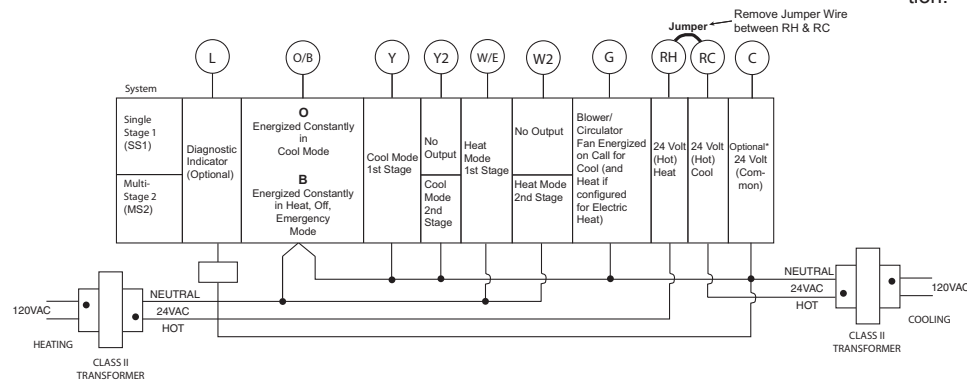 tion.
Jumper
Remove Jumper Wire
between RH & RC
L
O/B
Y
Y2
W/E
W2
G
RH
RC
C
System
Single
Stage 1
(SS1)
Multi-
Stage 2
(MS2)
Diagnostic
Indicator
(Optional)
O
Energized Constantly
in
Cool Mode
B
Energized Constantly
in Heat, Off,
Emergency
Mode
Cool Mode
1st Stage
No
Output
Cool
Mode
2nd
Stage
Heat
Mode
1st Stage
No Output
Heat Mode
2nd Stage
Blower/
Circulator
Fan Energized
on Call for
Cool (and
Heat if
configured
for Electric
Heat)
24 Volt
(Hot)
Heat
24 Volt
(Hot)
Cool
Optional*
24 Volt
(Com-
mon)
120VAC
HEATING
CLASS II
TRANSFORMER
NEUTRAL
24VAC
HOT
NEUTRAL
24VAC
HOT
120VAC
COOLING
CLASS II
TRANSFORMER